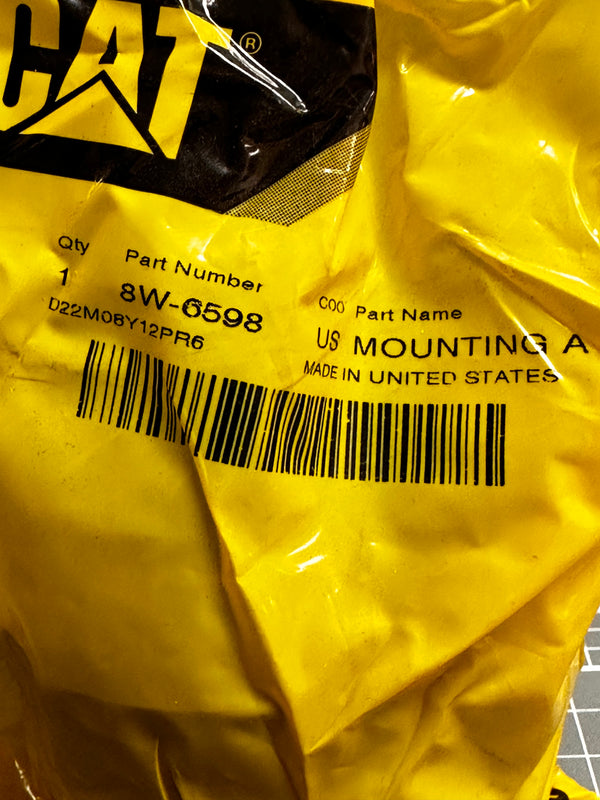 CAT®
Qty Part Number
1 8W-6598
D22M08Y12PR6
COO Part Name
US MOUNTING A
MADE IN UNITED STATES